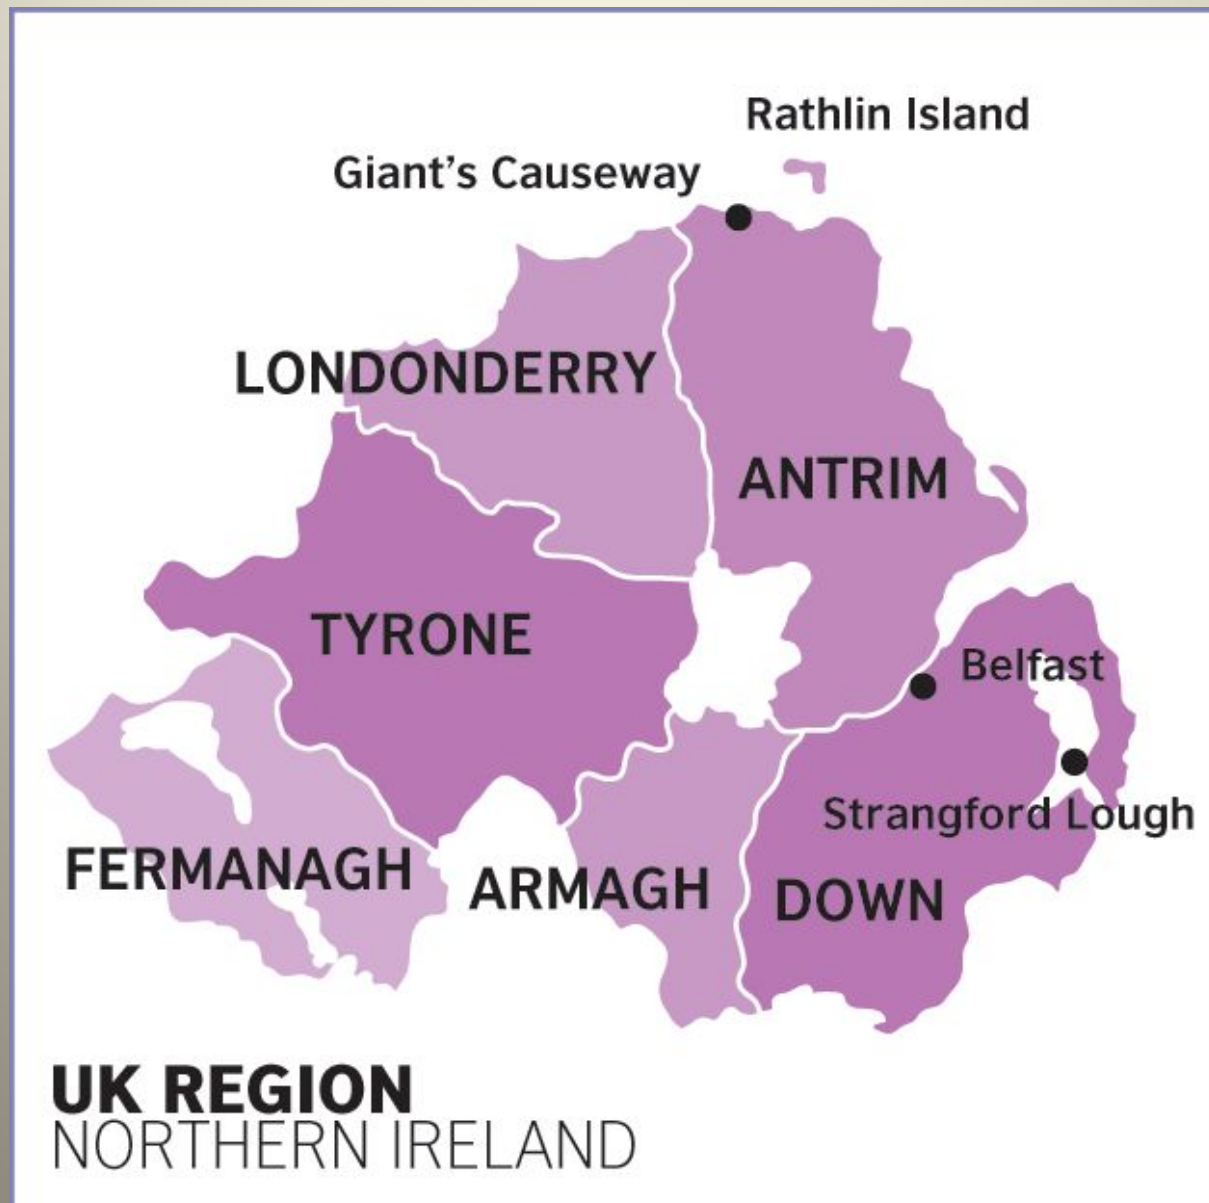 Rathlin Island
Giant’s Causeway
LONDONDERRY
ANTRIM
TYRONE
Belfast
Strangford Lough
FERMANAGH
ARMAGH
DOWN
UK REGION
NORTHERN IRELAND